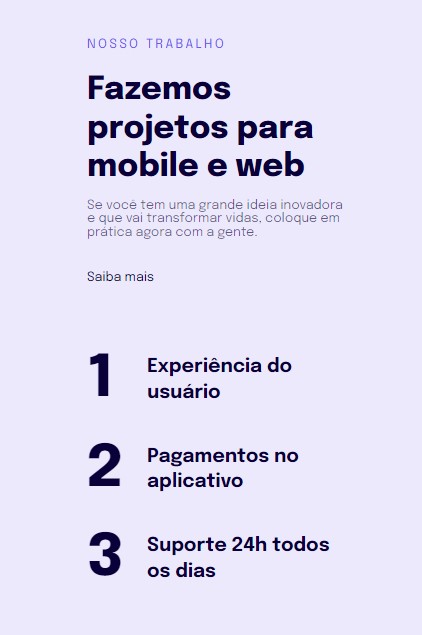 NOSSO TRABALHO
Fazemos
projetos para
mobile e web
Se você tem uma grande ideia inovadora
e que vai transformar vidas, coloque em
prática agora com a gente.
Saiba mais
1 Experiência do
usuário
2 Pagamentos no
aplicativo
3 Suporte 24h todos
os dias